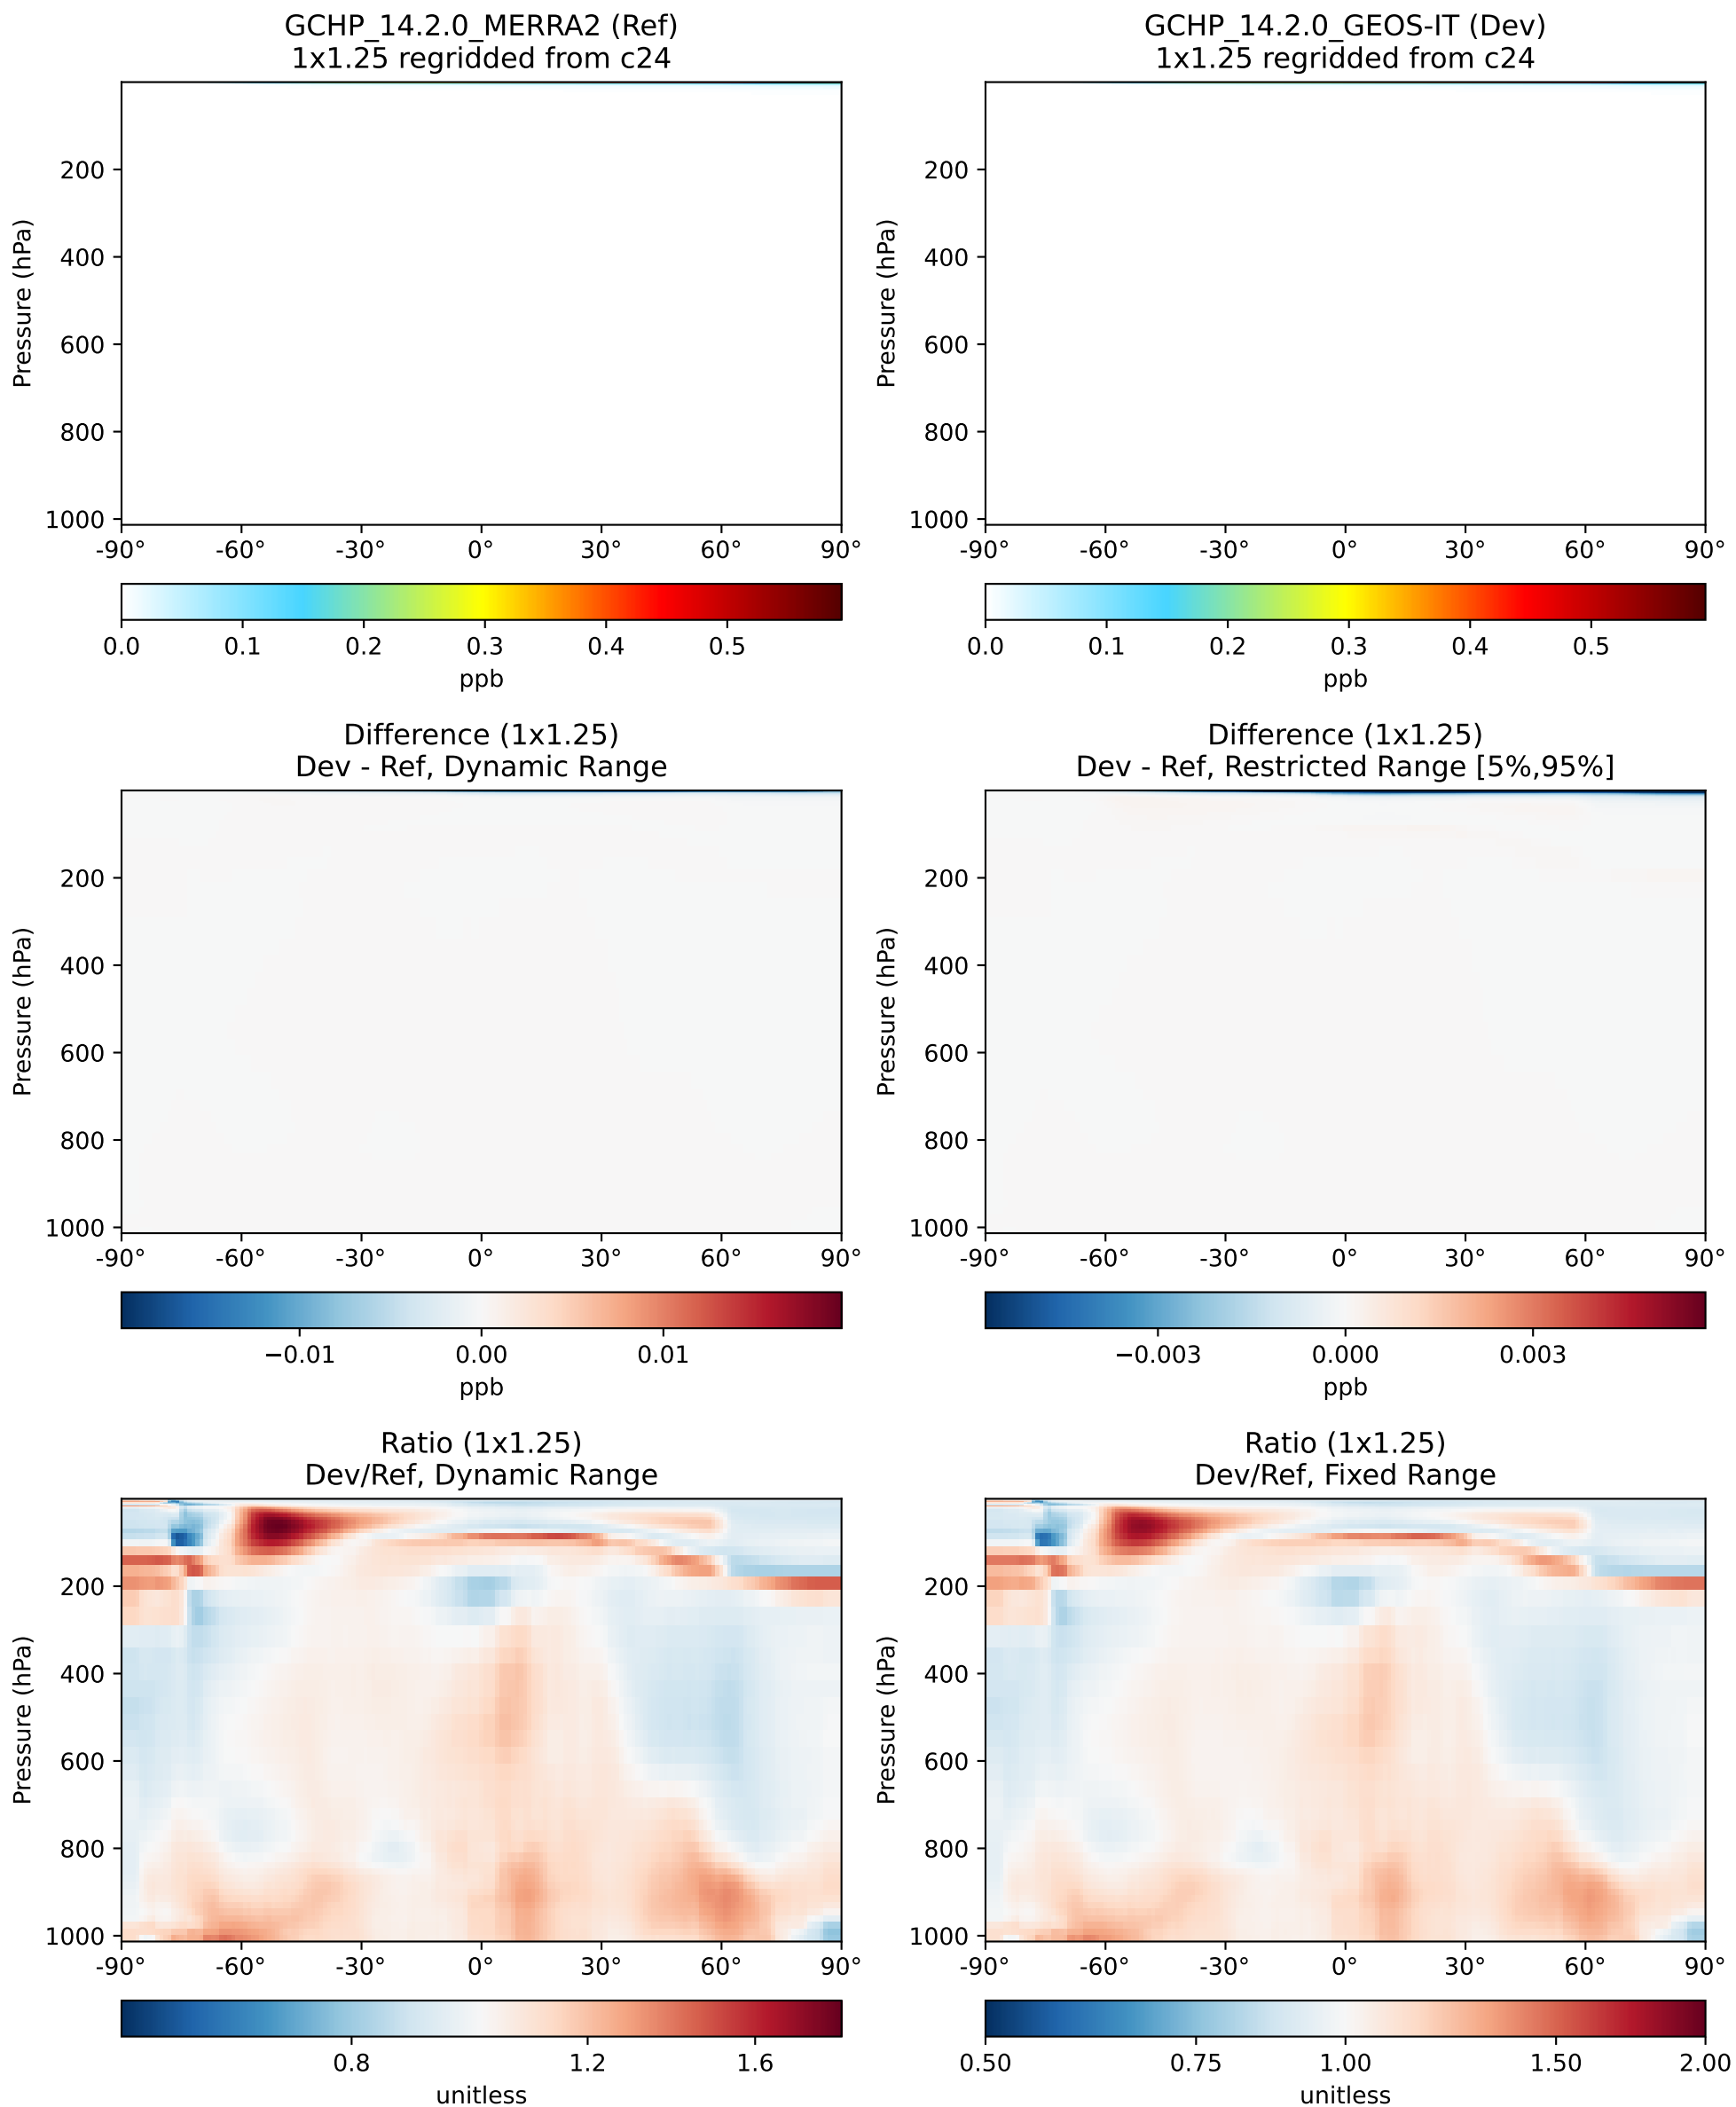 GCHP_14.2.0_MERRA2 (Ref)
1x1.25 regridded from c24
Pressure (hPa)
200
400
600
800
1000
-90° -60° -30° 0° 30° 60° 90°
0.0 0.1 0.2 0.3 0.4 0.5
ppb
GCHP_14.2.0_GEOS-IT (Dev)
1x1.25 regridded from c24
Pressure (hPa)
200
400
600
800
1000
-90° -60° -30° 0° 30° 60° 90°
0.0 0.1 0.2 0.3 0.4 0.5
ppb
Difference (1x1.25)
Dev - Ref, Dynamic Range
Pressure (hPa)
200
400
600
800
1000
-90° -60° -30° 0° 30° 60° 90°
−0.01 0.00 0.01
ppb
Difference (1x1.25)
Dev - Ref, Restricted Range [5%,95%]
Pressure (hPa)
200
400
600
800
1000
-90° -60° -30° 0° 30° 60° 90°
−0.003 0.000 0.003
ppb
Ratio (1x1.25)
Dev/Ref, Dynamic Range
Pressure (hPa)
200
400
600
800
1000
-90° -60° -30° 0° 30° 60° 90°
0.8 1.2 1.6
unitless
Ratio (1x1.25)
Dev/Ref, Fixed Range
Pressure (hPa)
200
400
600
800
1000
-90° -60° -30° 0° 30° 60° 90°
0.50 0.75 1.00 1.50 2.00
unitless